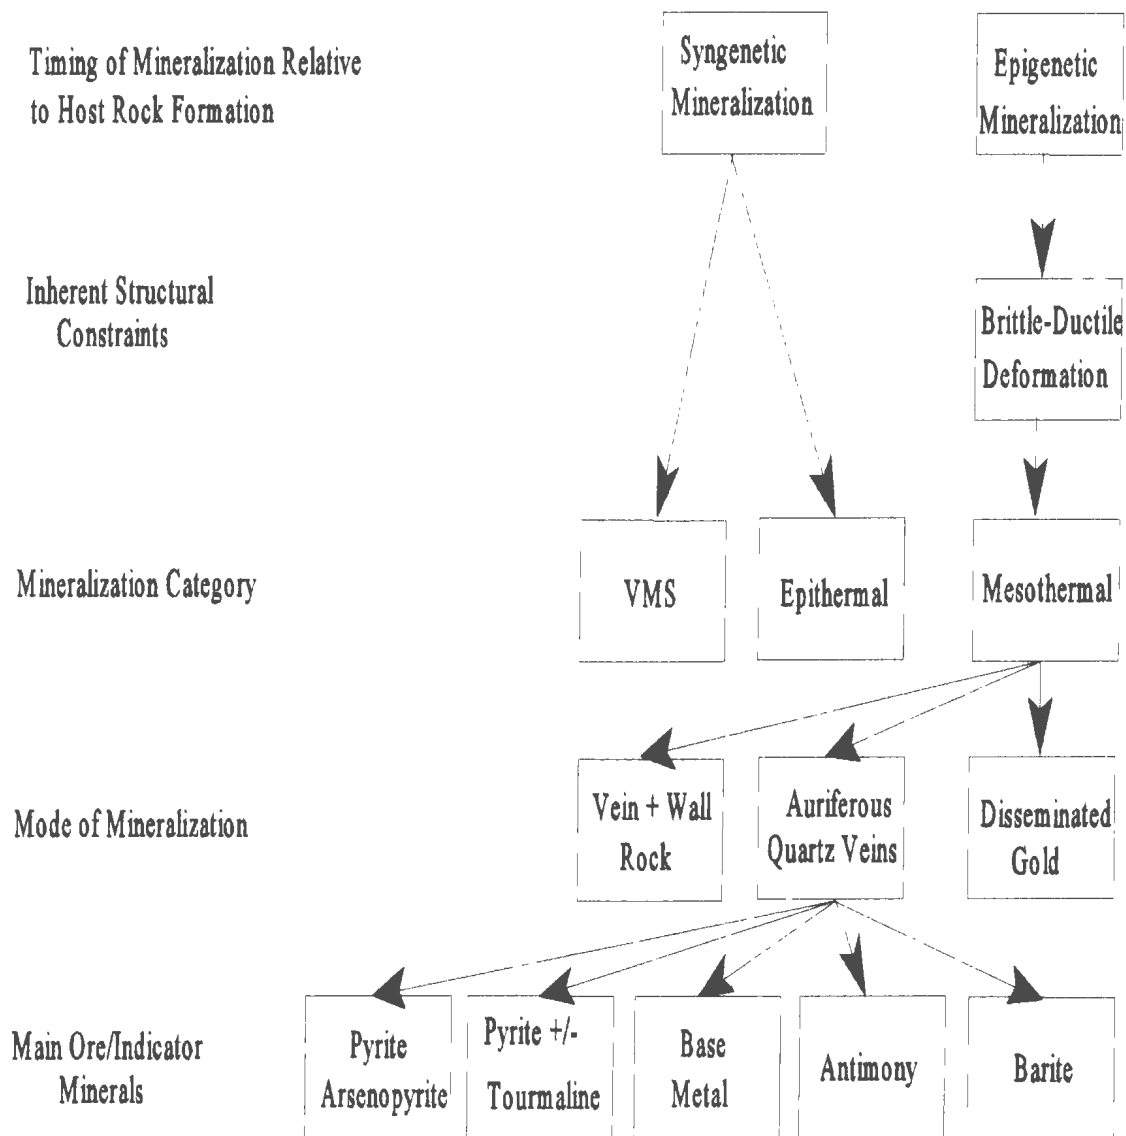 Timing of Mineralization Relative
to Host Rock Formation
Syngenetic
Mineralization
Epigenetic
Mineralization
Inherent Structural
Constraints
Brittle-Ductile
Deformation
Mineralization Category
VMS
Epithermal
Mesothermal
Mode of Mineralization
Vein + Wall
Rock
Auriferous
Quartz Veins
Disseminated
Gold
Main Ore/Indicator
Minerals
Pyrite
Arsenopyrite
Pyrite +/-
Tourmaline
Base
Metal
Antimony
Barite